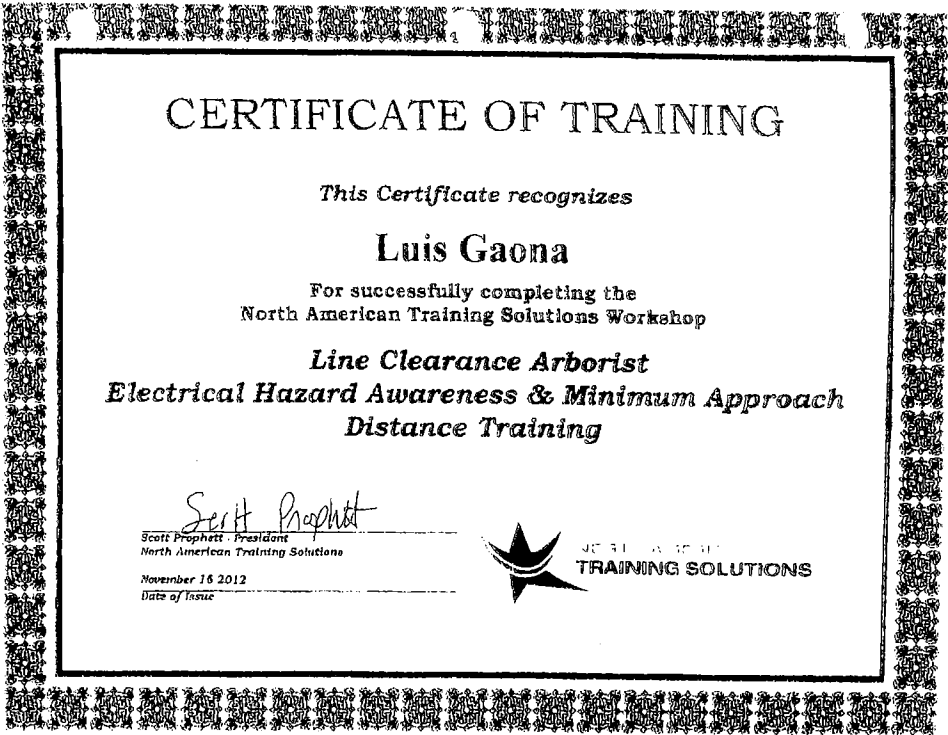 CERTIFICATE OF TRAINING
This Certificate recognizes
Luis Gaona
For successfully completing the
North American Training Solutions Workshop
Line Clearance Arborist
Electrical Hazard Awareness & Minimum Approach
Distance Training
Scott Prophett
Scott Prophett - President
North American Training Solutions
November 16 2012
Date of Issue
TRAINING SOLUTIONS